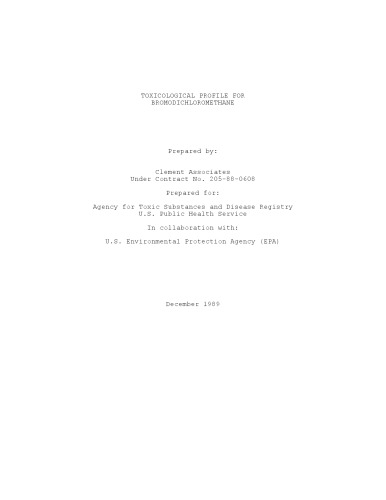 TOXICOLOGICAL PROFILE FOR
BROMODICHLOROMETHANE
Prepared by:
Clement Associates
Under Contract No. 205-88-0608
Prepared for:
Agency for Toxic Substances and Disease Registry
U.S. Public Health Service
In collaboration with:
U.S. Environmental Protection Agency (EPA)
December 1989